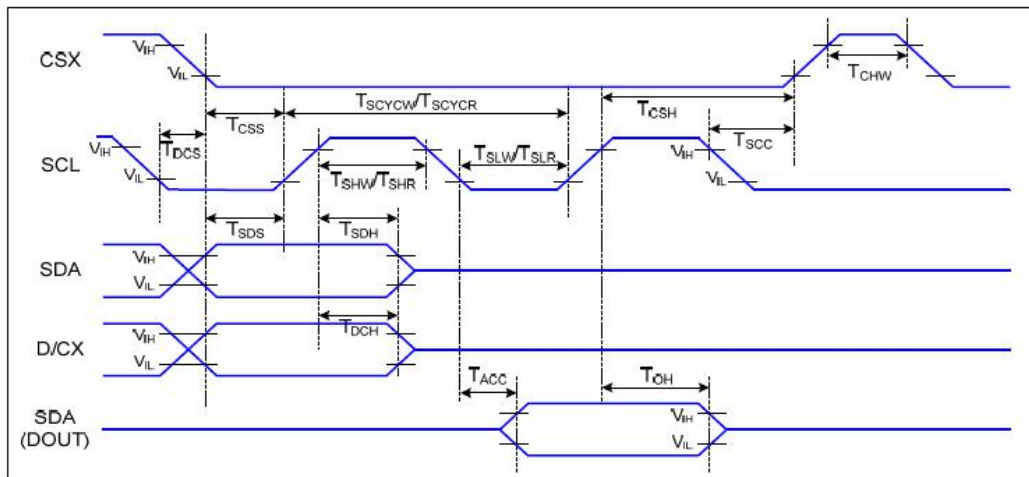 CSX
VIH
VIL
TCHW
TCSS
TSCYCW/TSCYCR
TCSH
SCL
VIH
VIL
TDCS
TSHW/TSHR
TSLW/TSLR
TSCC
VIH
VIL
TSDS
TSDH
SDA
VIH
VIL
D/CX
VIH
VIL
TDCH
TACC
TOH
SDA
(DOUT)
VIH
VIL